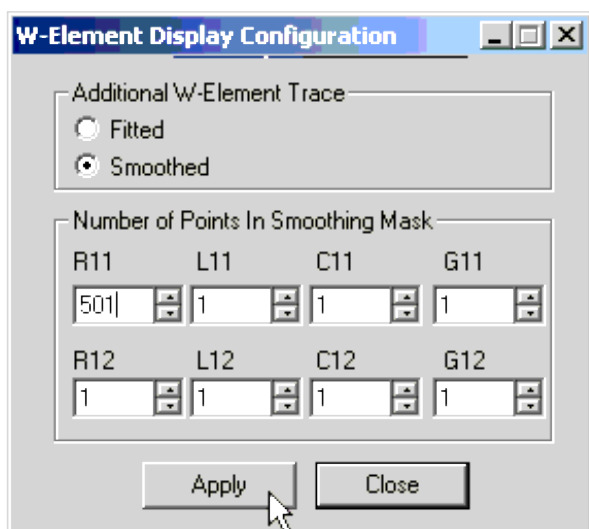 W-Element Display Configuration
Additional W-Element Trace
Fitted
Smoothed
Number of Points In Smoothing Mask
R11 L11 C11 G11
501 1 1 1
R12 L12 C12 G12
1 1 1 1
Apply Close